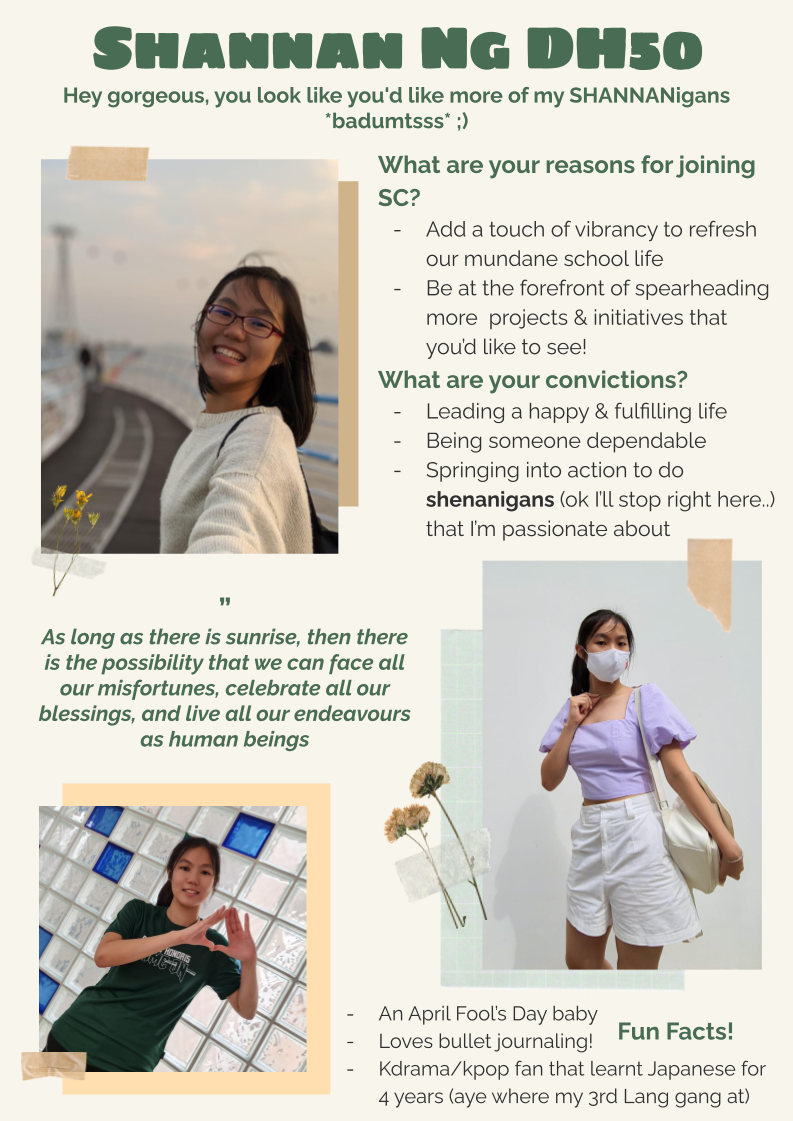 SHANNAN NG DH50
Hey gorgeous, you look like you'd like more of my SHANNANigans
*badumtsss* ;)
What are your reasons for joining
SC?
- Add a touch of vibrancy to refresh
our mundane school life
- Be at the forefront of spearheading
more projects & initiatives that
you'd like to see!
What are your convictions?
- Leading a happy & fulfilling life
- Being someone dependable
- Springing into action to do
shenanigans (ok I'll stop right here..)
that I'm passionate about
"
As long as there is sunrise, then there
is the possibility that we can face all
our misfortunes, celebrate all our
blessings, and live all our endeavours
as human beings
HONORIS
Fun Facts!
- An April Fool's Day baby
- Loves bullet journaling!
- Kdrama/kpop fan that learnt Japanese for
4 years (aye where my 3rd Lang gang at)